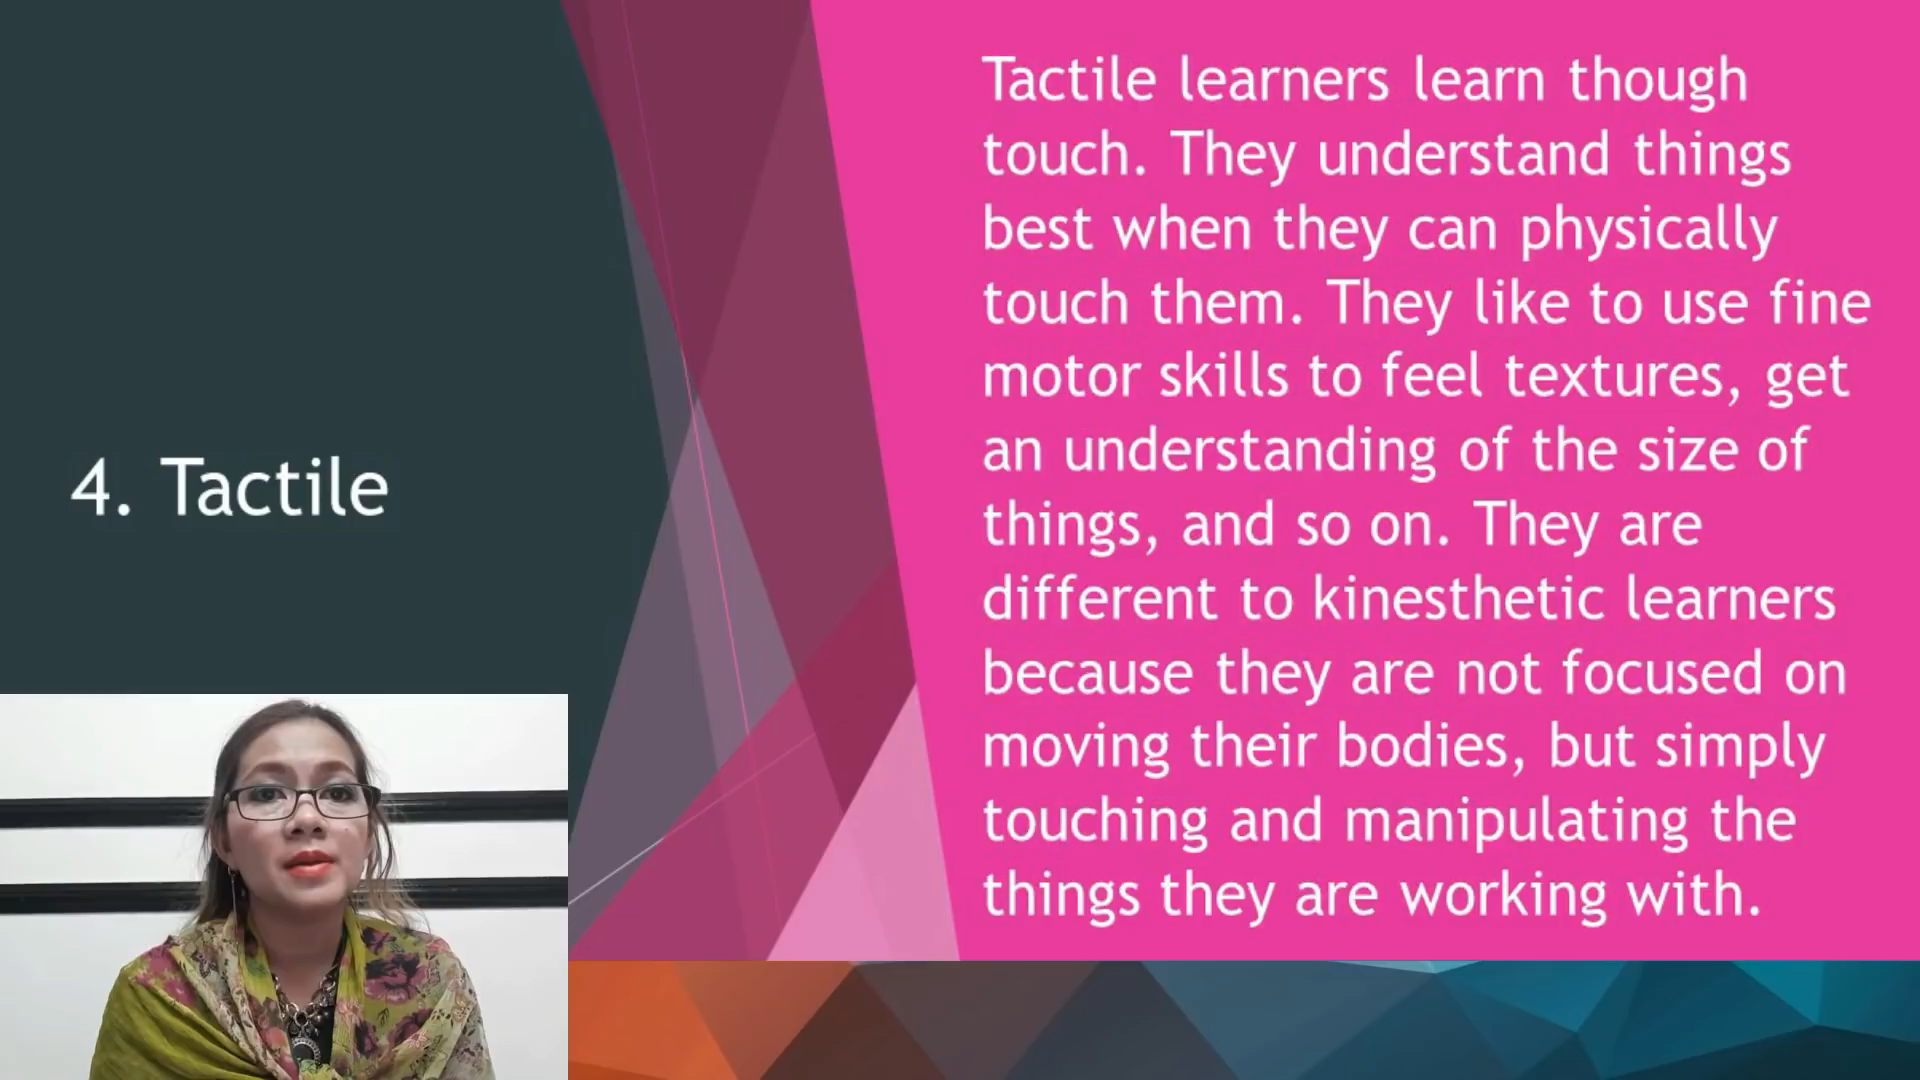 4. Tactile
Tactile learners learn though
touch. They understand things
best when they can physically
touch them. They like to use fine
motor skills to feel textures, get
an understanding of the size of
things, and so on. They are
different to kinesthetic learners
because they are not focused on
moving their bodies, but simply
touching and manipulating the
things they are working with.